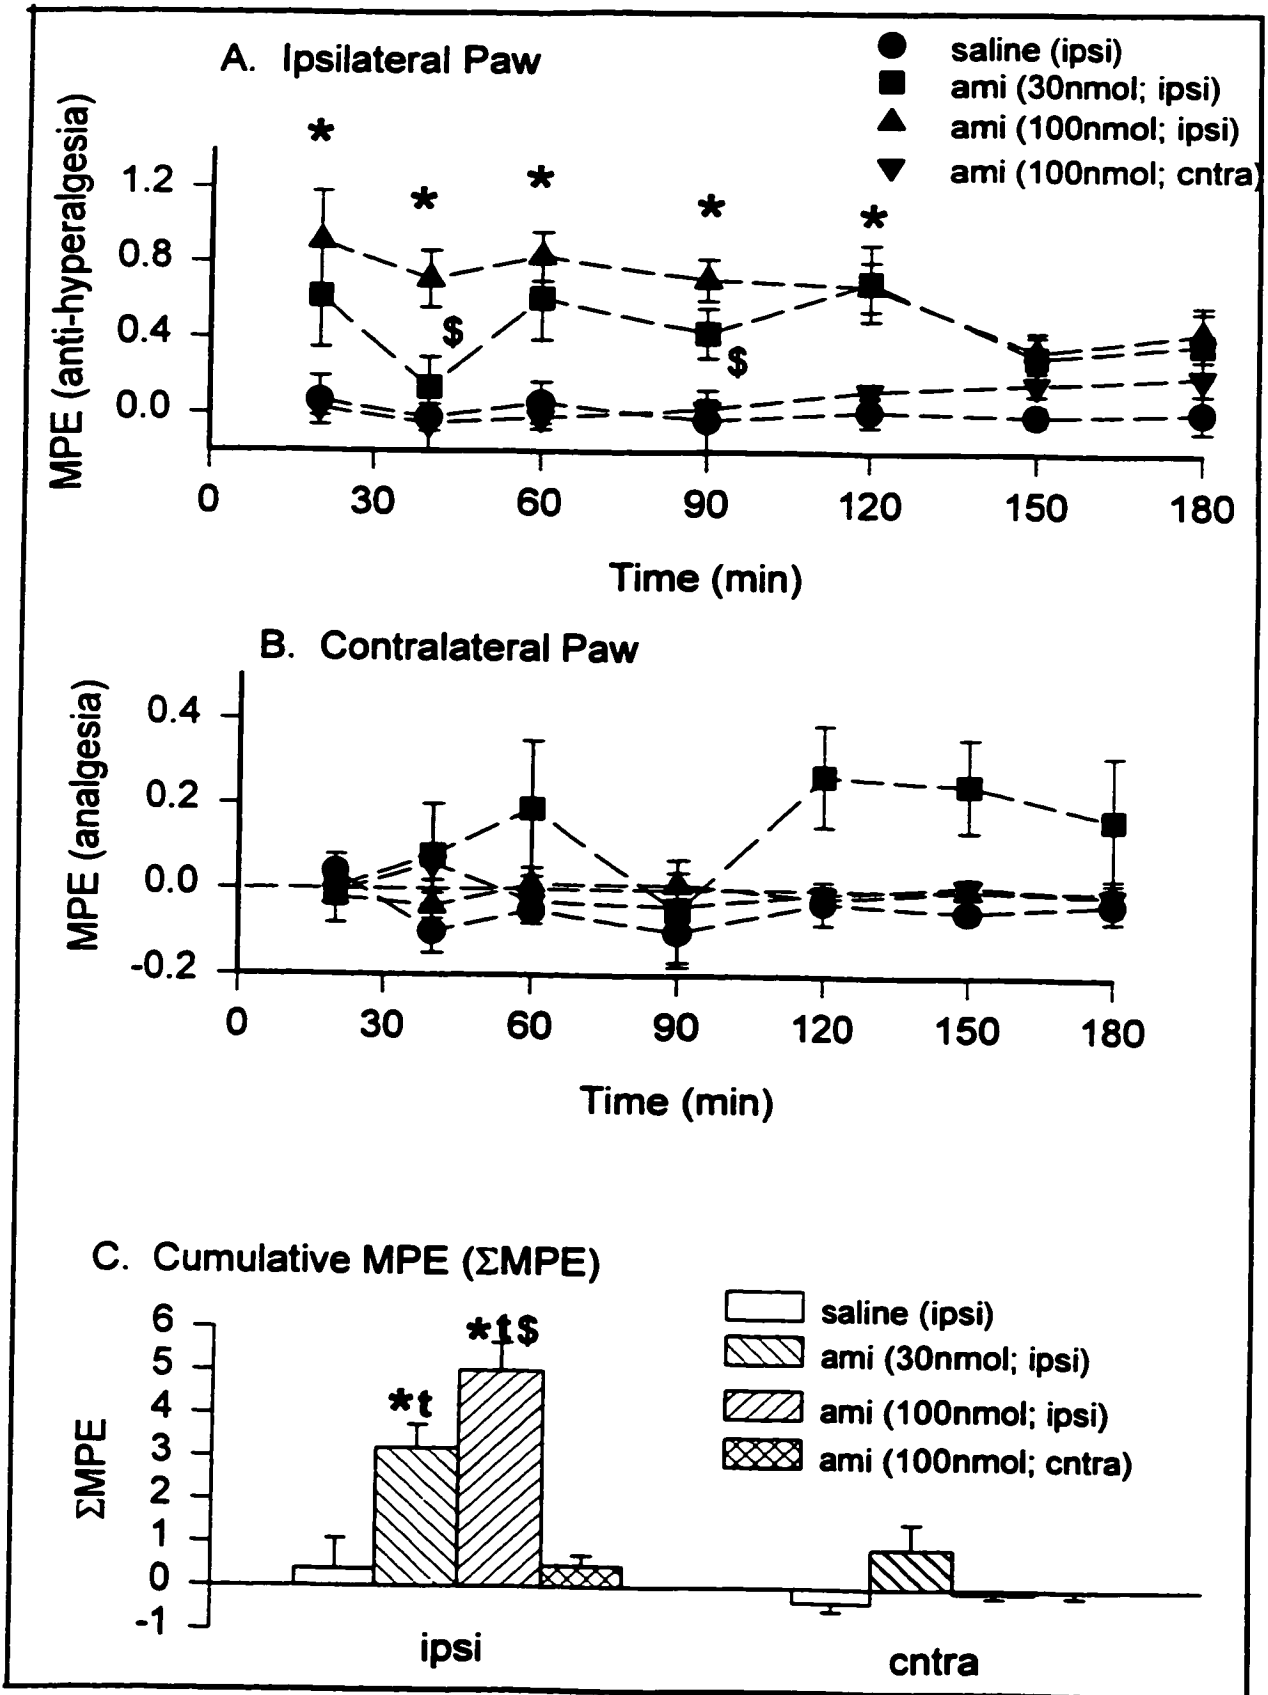 A. Ipsilateral Paw
saline (ipsi)
ami (30nmol; ipsi)
ami (100nmol; ipsi)
ami (100nmol; cntra)
MPE (anti-hyperalgesia)
1.2
0.8
0.4
0.0
* * * * *
$
$
0 30 60 90 120 150 180
Time (min)
B. Contralateral Paw
MPE (analgesia)
0.4
0.2
0.0
-0.2
0 30 60 90 120 150 180
Time (min)
C. Cumulative MPE (ΣMPE)
saline (ipsi)
ami (30nmol; ipsi)
ami (100nmol; ipsi)
ami (100nmol; cntra)
ΣMPE
6
5
4
3
2
1
0
-1
*t
*t$
ipsi
cntra